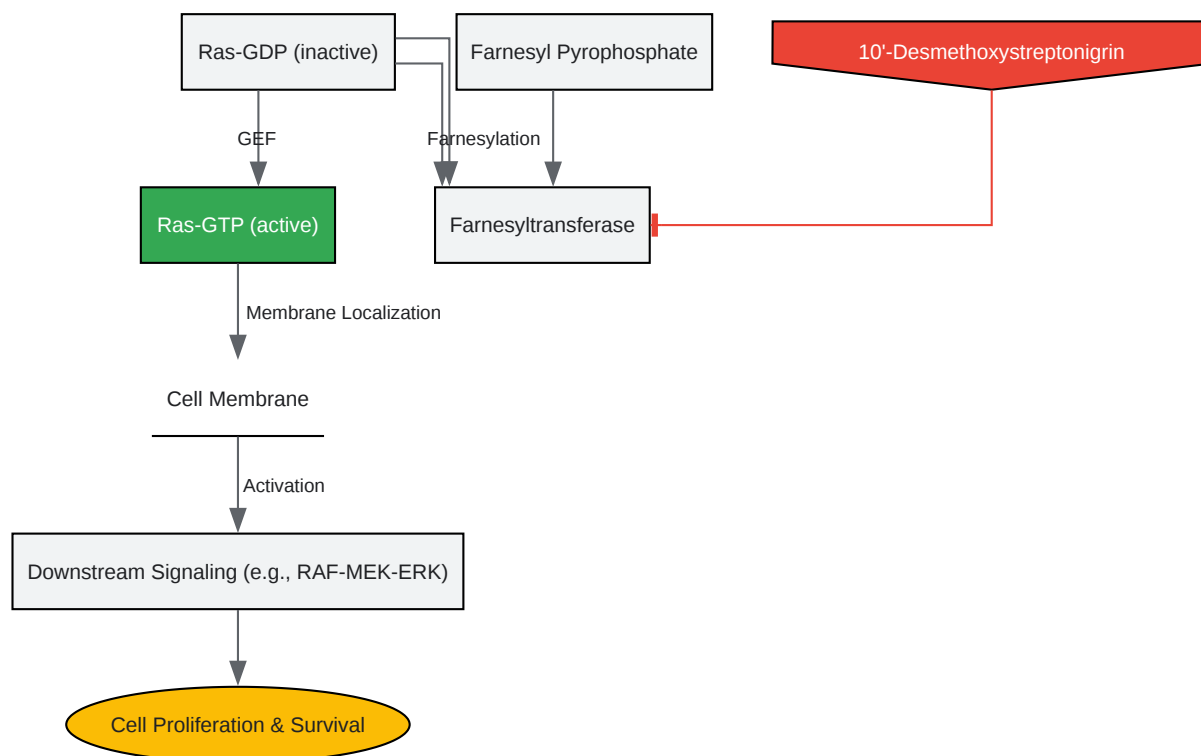 Ras-GDP (inactive)
Farnesyl Pyrophosphate
10'-Desmethoxystreptonigrin
GEF
Farnesylation
Ras-GTP (active)
Farnesyltransferase
Membrane Localization
Cell Membrane
Activation
Downstream Signaling (e.g., RAF-MEK-ERK)
Cell Proliferation & Survival